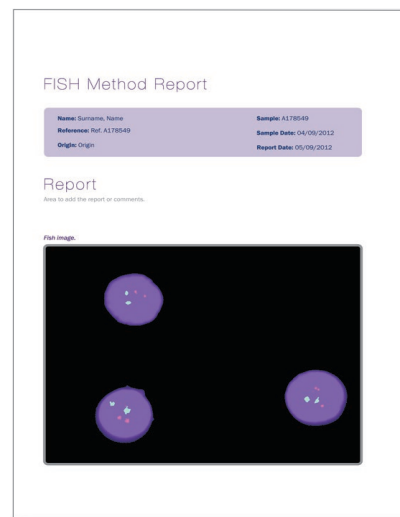 FISH Method Report
Name: Surname, Name
Reference: Ref. A178549
Origin: Origin
Sample: A178549
Sample Date: 04/09/2012
Report Date: 05/09/2012
Report
Area to add the report or comments.
Fish image.